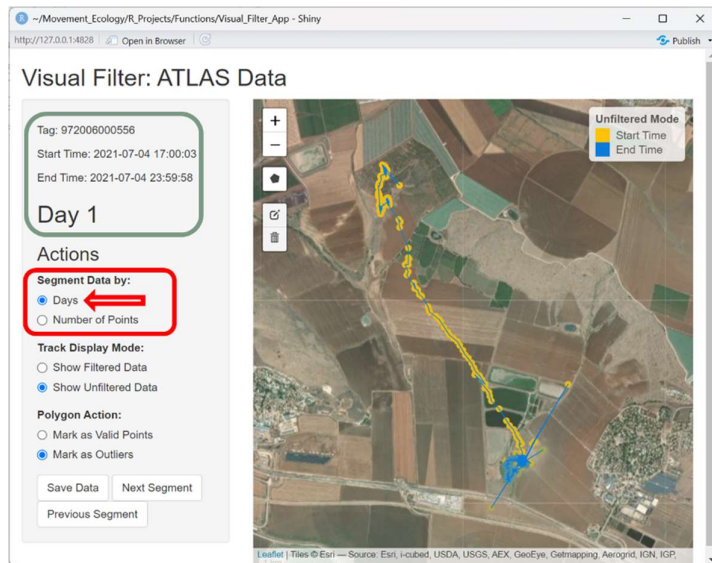 ~/Movement_Ecology/R_Projects/Functions/Visual_Filter_App - Shiny
http://127.0.0.1:4828 Open in Browser Publish
Visual Filter: ATLAS Data
Tag: 972006000556
Start Time: 2021-07-04 17:00:03
End Time: 2021-07-04 23:59:58
Day 1
Actions
Segment Data by:
Days
Number of Points
Track Display Mode:
Show Filtered Data
Show Unfiltered Data
Polygon Action:
Mark as Valid Points
Mark as Outliers
Save Data Next Segment
Previous Segment
+
−
Unfiltered Mode
Start Time
End Time
Leaflet | Tiles © Esri — Source: Esri, i-cubed, USDA, USGS, AEX, GeoEye, Getmapping, Aerogrid, IGN, IGP,